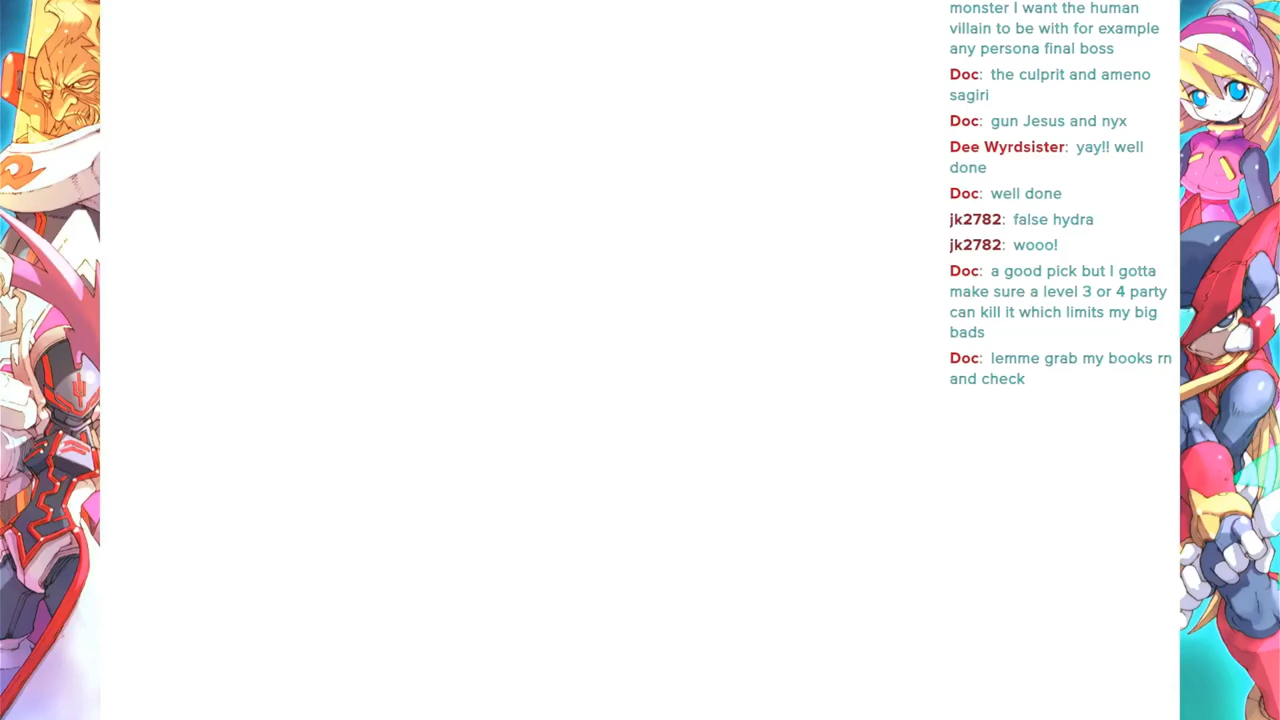 monster I want the human
villain to be with for example
any persona final boss
Doc: the culprit and ameno
sagiri
Doc: gun Jesus and nyx
Dee Wyrdsister: yay!! well
done
Doc: well done
jk2782: false hydra
jk2782: wooo!
Doc: a good pick but I gotta
make sure a level 3 or 4 party
can kill it which limits my big
bads
Doc: lemme grab my books rn
and check